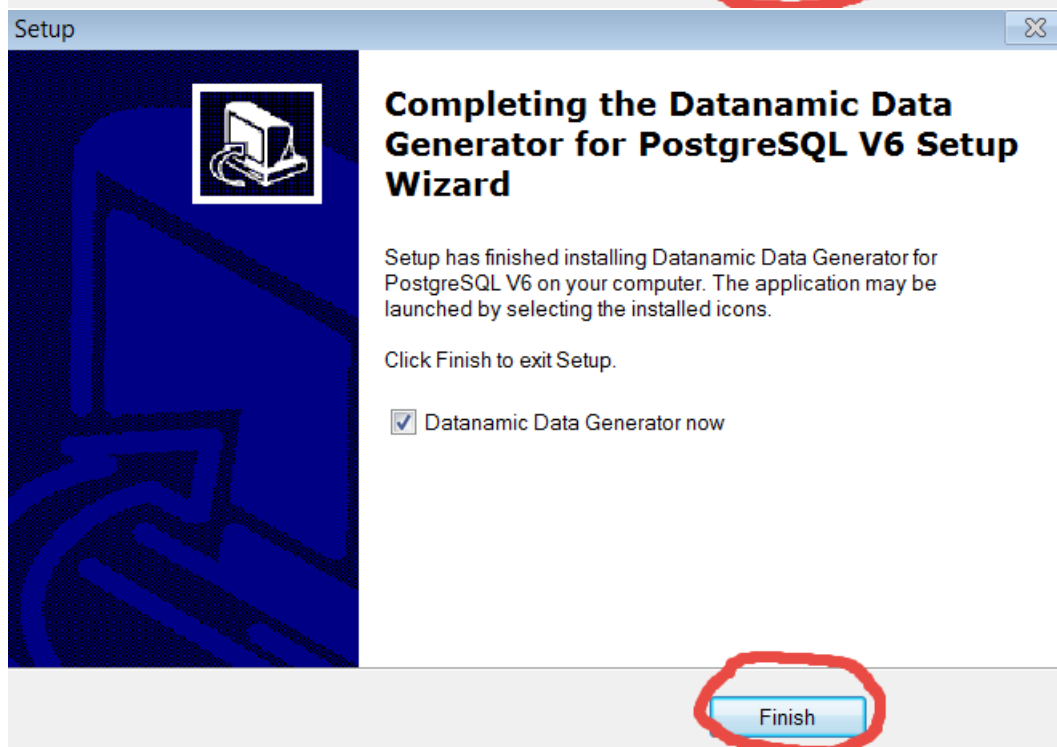 Setup
Completing the Datanamic Data
Generator for PostgreSQL V6 Setup
Wizard
Setup has finished installing Datanamic Data Generator for
PostgreSQL V6 on your computer. The application may be
launched by selecting the installed icons.
Click Finish to exit Setup.
Datanamic Data Generator now
Finish